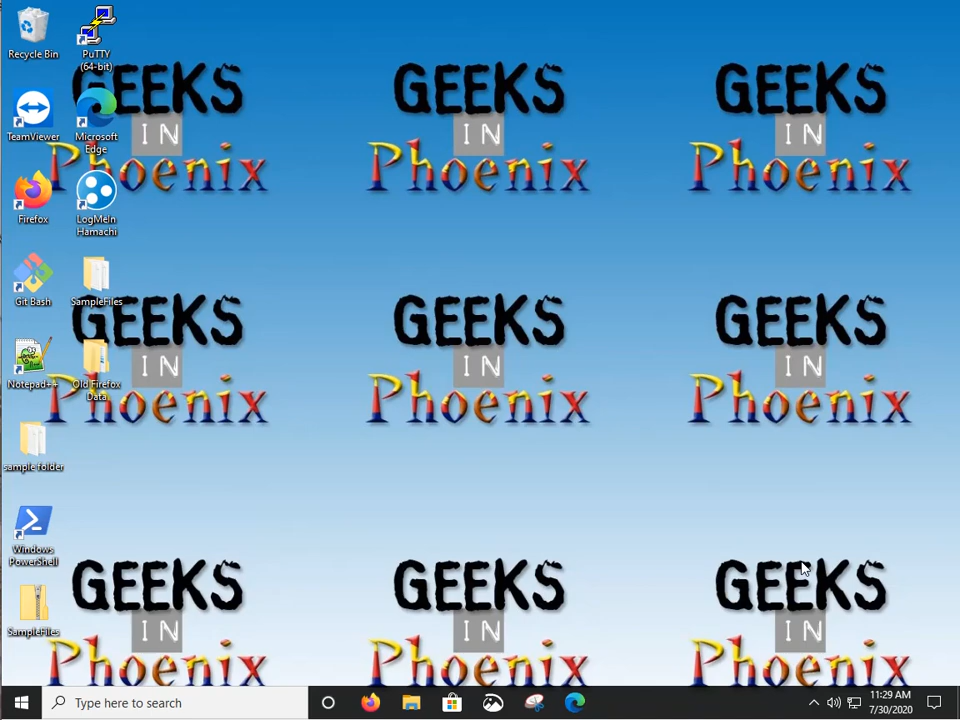 Recycle Bin
PuTTY
(64-bit)
TeamViewer
Microsoft
Edge
Firefox
LogMeIn
Hamachi
Git Bash
SampleFiles
Notepad++
Old Firefox
Data
sample folder
Windows
PowerShell
SampleFiles
GEEKS
IN
Phoenix
GEEKS
IN
Phoenix
GEEKS
IN
Phoenix
GEEKS
IN
Phoenix
GEEKS
IN
Phoenix
GEEKS
IN
Phoenix
GEEKS
IN
Phoenix
GEEKS
IN
Phoenix
GEEKS
IN
Phoenix
Type here to search
11:29 AM
7/30/2020